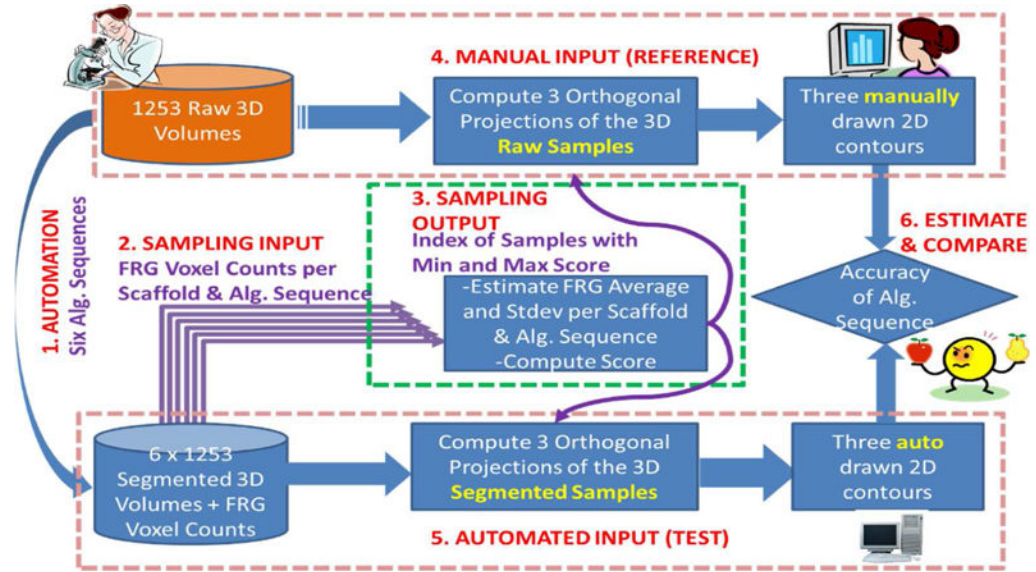 4. MANUAL INPUT (REFERENCE)
1253 Raw 3D
Volumes
Compute 3 Orthogonal
Projections of the 3D
Raw Samples
Three manually
drawn 2D
contours
1. AUTOMATION
Six Alg. Sequences
2. SAMPLING INPUT
FRG Voxel Counts per
Scaffold & Alg. Sequence
3. SAMPLING
OUTPUT
Index of Samples with
Min and Max Score
-Estimate FRG Average
and Stdev per Scaffold
& Alg. Sequence
-Compute Score
6. ESTIMATE
& COMPARE
Accuracy
of Alg.
Sequence
6 x 1253
Segmented 3D
Volumes + FRG
Voxel Counts
Compute 3 Orthogonal
Projections of the 3D
Segmented Samples
Three auto
drawn 2D
contours
5. AUTOMATED INPUT (TEST)